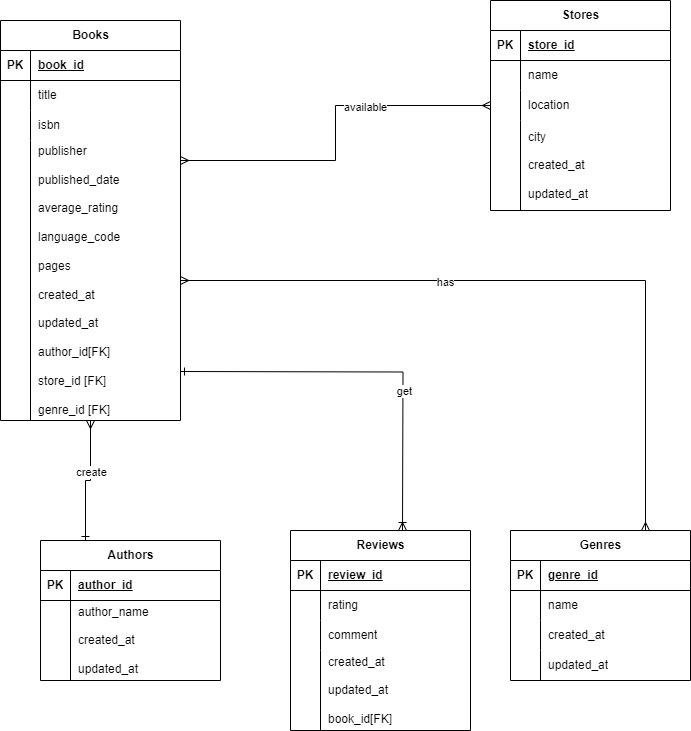 Books
PK book_id
title
isbn
publisher
published_date
average_rating
language_code
pages
created_at
updated_at
author_id[FK]
store_id [FK]
genre_id [FK]
available
Stores
PK store_id
name
location
city
created_at
updated_at
has
get
create
Authors
PK author_id
author_name
created_at
updated_at
Reviews
PK review_id
rating
comment
created_at
updated_at
book_id[FK]
Genres
PK genre_id
name
created_at
updated_at